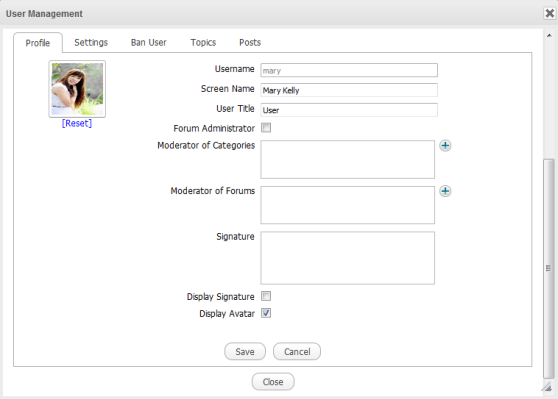 User Management
Profile Settings Ban User Topics Posts
[Reset]
Username mary
Screen Name Mary Kelly
User Title User
Forum Administrator
Moderator of Categories
Moderator of Forums
Signature
Display Signature
Display Avatar
Save Cancel
Close